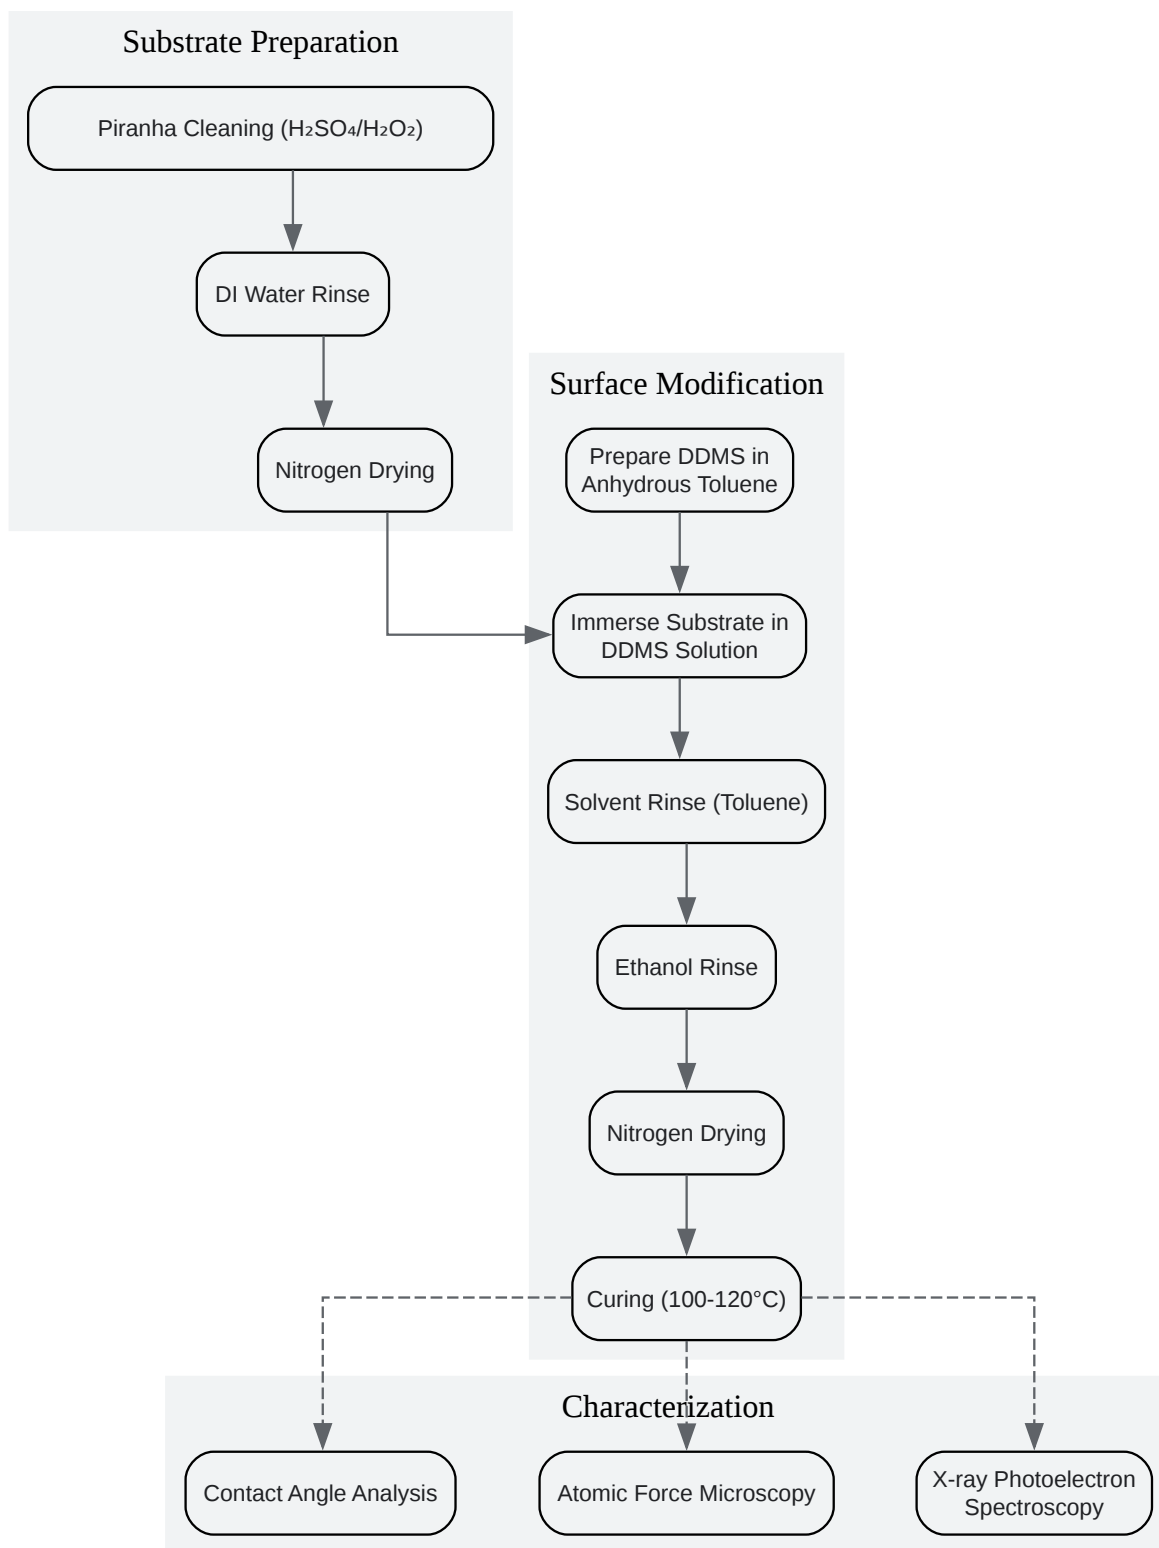 Substrate Preparation
Piranha Cleaning (H₂SO₄/H₂O₂)
DI Water Rinse
Nitrogen Drying
Surface Modification
Prepare DDMS in
Anhydrous Toluene
Immerse Substrate in
DDMS Solution
Solvent Rinse (Toluene)
Ethanol Rinse
Nitrogen Drying
Curing (100-120°C)
Characterization
Contact Angle Analysis
Atomic Force Microscopy
X-ray Photoelectron
Spectroscopy